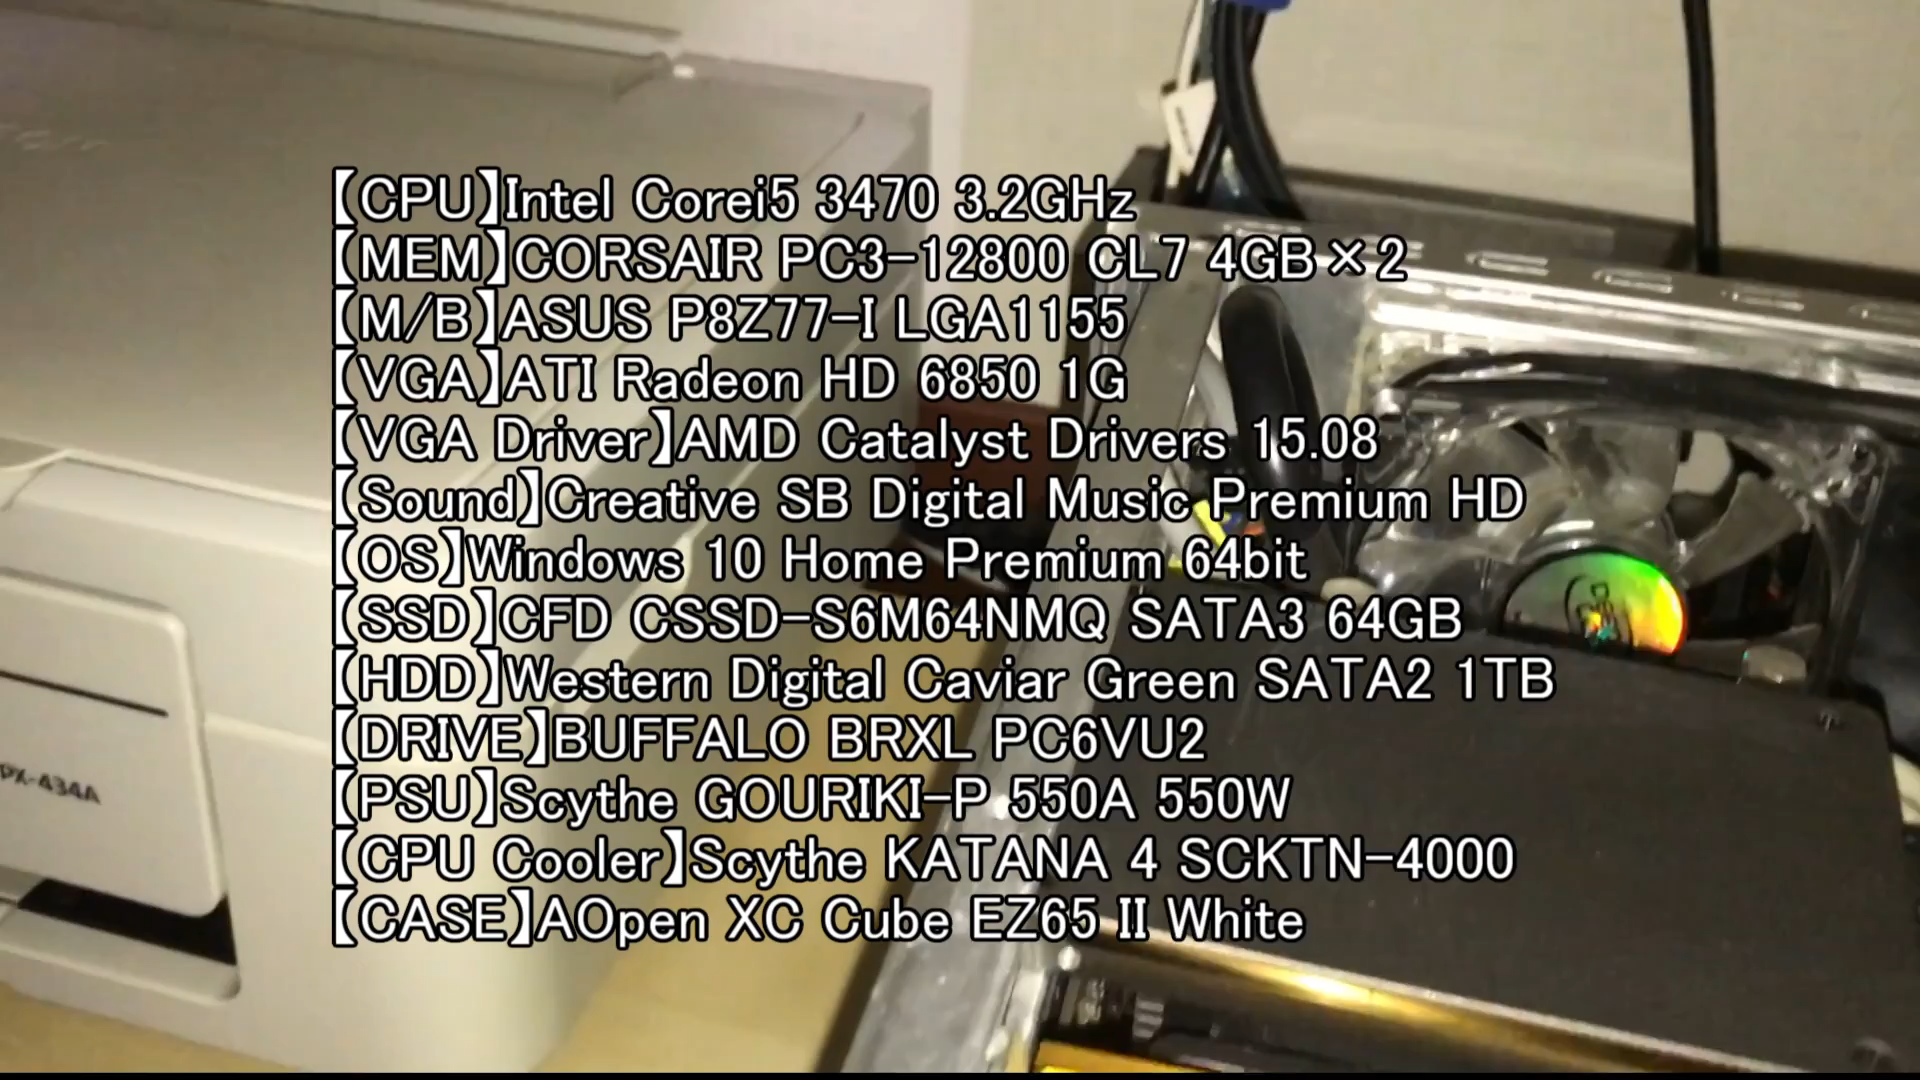 【CPU】Intel Corei5 3470 3.2GHz
【MEM】CORSAIR PC3-12800 CL7 4GB×2
【M/B】ASUS P8Z77-I LGA1155
【VGA】ATI Radeon HD 6850 1G
【VGA Driver】AMD Catalyst Drivers 15.08
【Sound】Creative SB Digital Music Premium HD
【OS】Windows 10 Home Premium 64bit
【SSD】CFD CSSD-S6M64NMQ SATA3 64GB
【HDD】Western Digital Caviar Green SATA2 1TB
【DRIVE】BUFFALO BRXL PC6VU2
【PSU】Scythe GOURIKI-P 550A 550W
【CPU Cooler】Scythe KATANA 4 SCKTN-4000
【CASE】AOpen XC Cube EZ65 II White
PX-434A